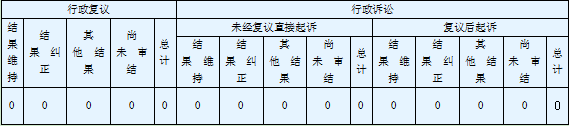 行政复议 行政诉讼
未经复议直接起诉 复议后起诉
结果维持 结果纠正 其他结果 尚未审结 总计 结果维持 结果纠正 其他结果 尚未审结 总计 结果维持 结果纠正 其他结果 尚未审结 总计
0 0 0 0 0 0 0 0 0 0 0 0 0 0 0